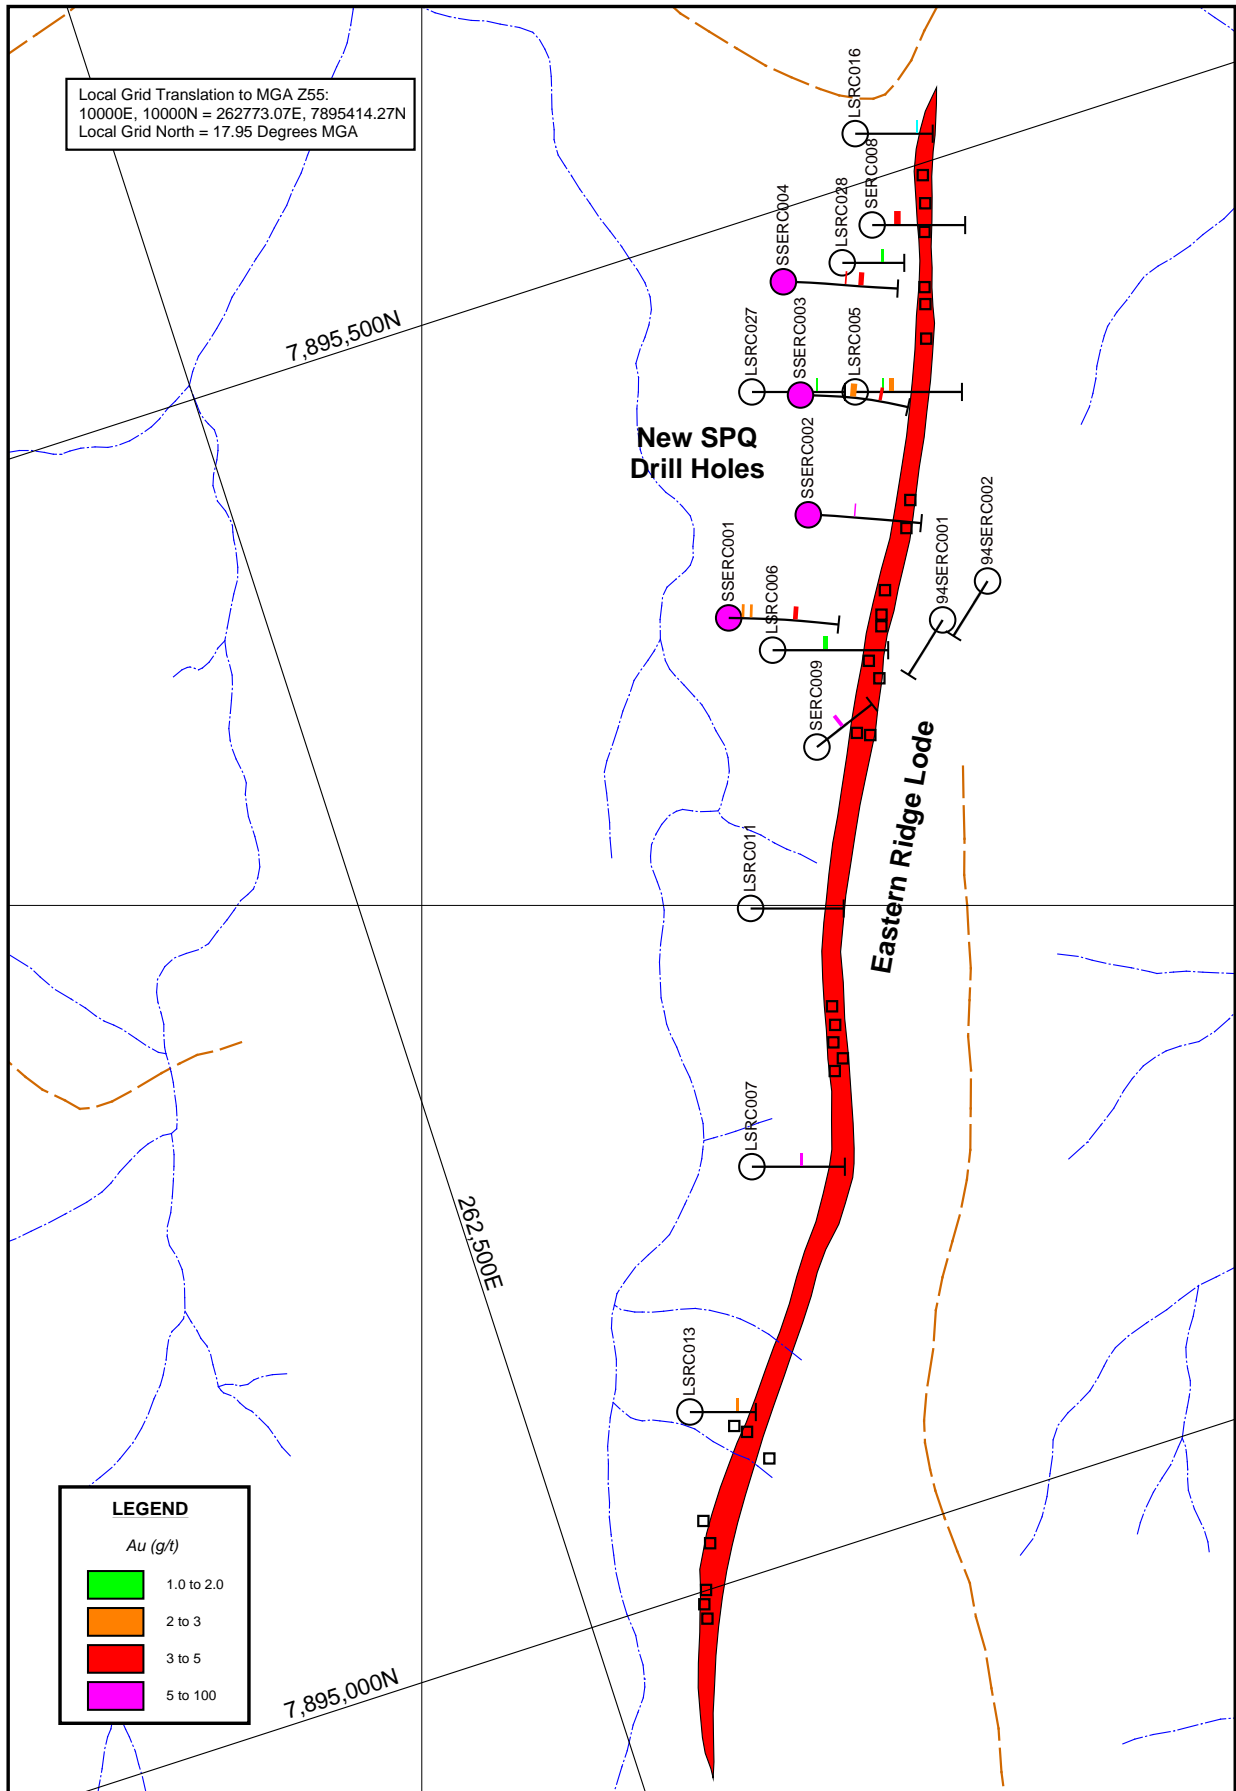 Local Grid Translation to MGA Z55:
10000E, 10000N = 262773.07E, 7895414.27N
Local Grid North = 17.95 Degrees MGA
LSRC016
SERC008
LSRC028
SSERC004
7,895,500N
LSRC027
SSERC003
LSRC005
New SPQ
Drill Holes
SSERC002
94SERC002
94SERC001
SSERC001
LSRC006
SERC009
Eastern Ridge Lode
LSRC011
LSRC007
262,500E
LSRC013
LEGEND
Au (g/t)
1.0 to 2.0
2 to 3
3 to 5
5 to 100
7,895,000N